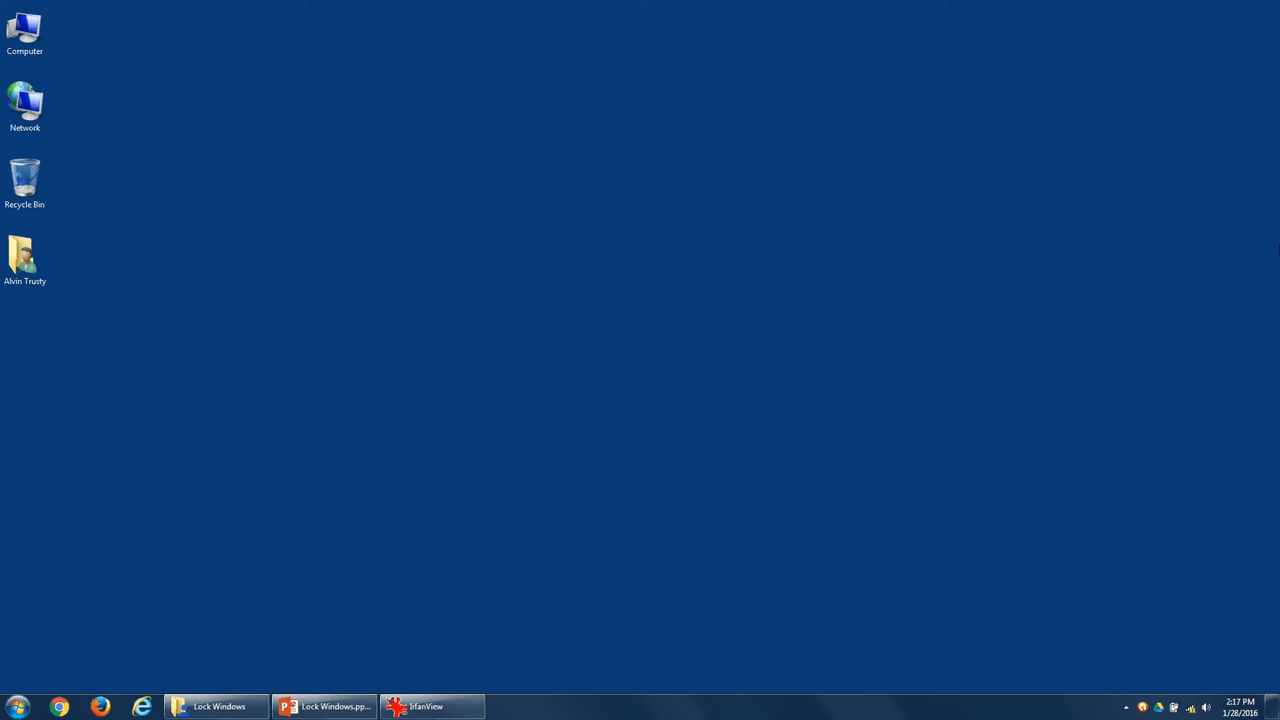 Computer
Network
Recycle Bin
Alvin Trusty
Lock Windows
Lock Windows.pp...
IrfanView
2:17 PM
1/28/2016